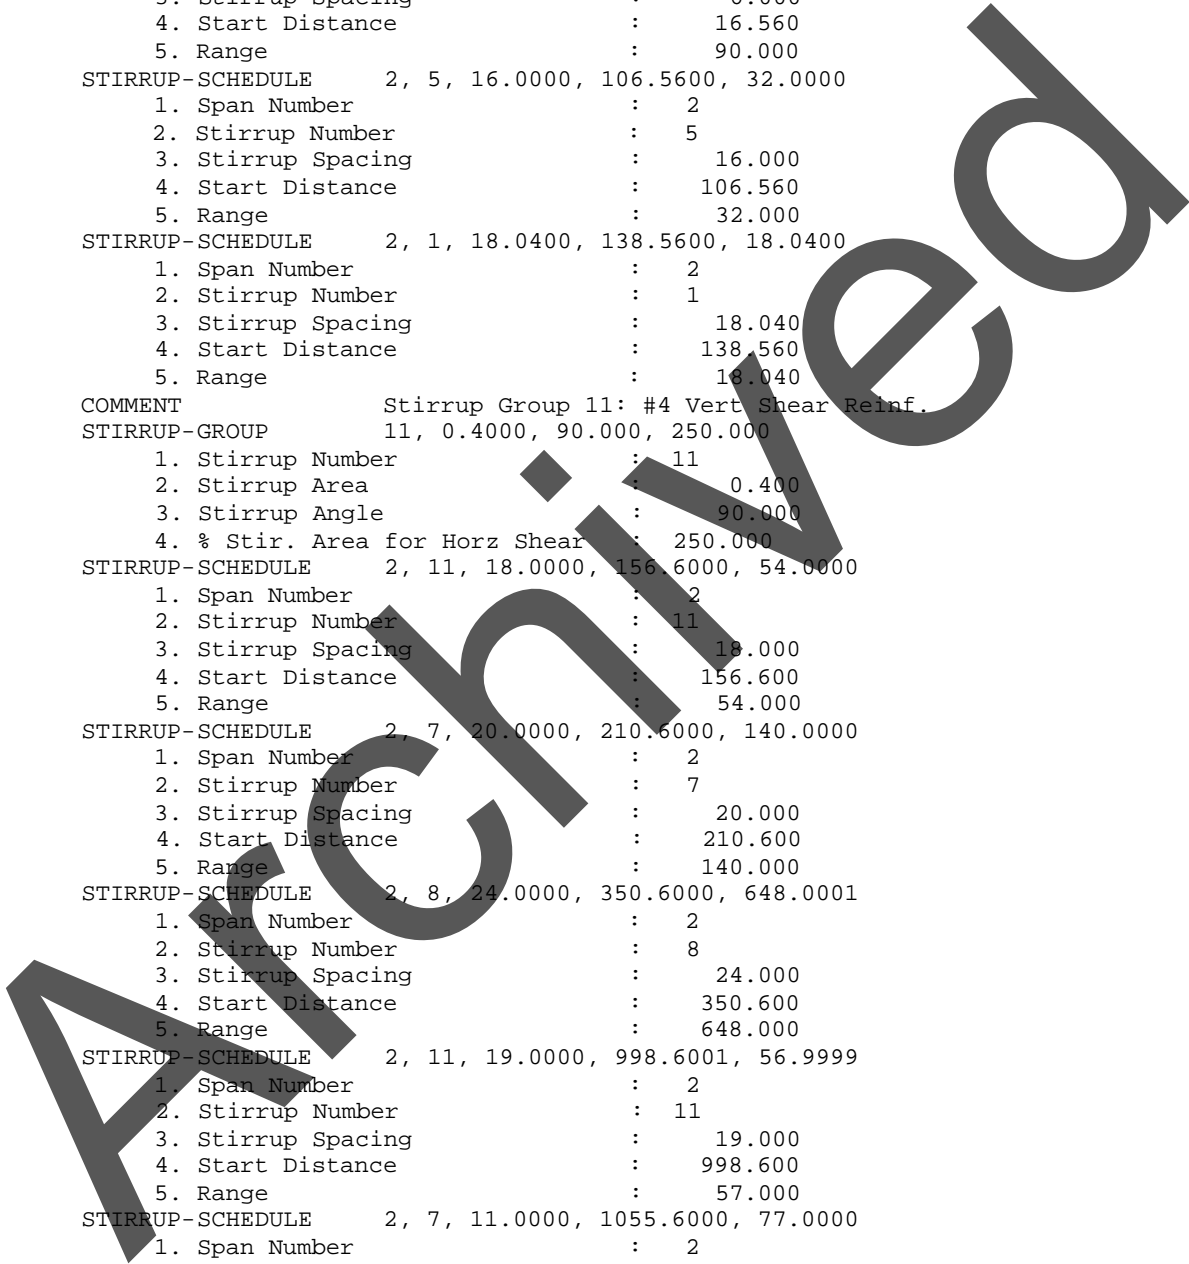 4. Start Distance : 16.560
5. Range : 90.000
STIRRUP-SCHEDULE 2, 5, 16.0000, 106.5600, 32.0000
1. Span Number : 2
2. Stirrup Number : 5
3. Stirrup Spacing : 16.000
4. Start Distance : 106.560
5. Range : 32.000
STIRRUP-SCHEDULE 2, 1, 18.0400, 138.5600, 18.0400
1. Span Number : 2
2. Stirrup Number : 1
3. Stirrup Spacing : 18.040
4. Start Distance : 138.560
5. Range : 18.040
COMMENT Stirrup Group 11: #4 Vert Shear Reinf.
STIRRUP-GROUP 11, 0.4000, 90.000, 250.000
1. Stirrup Number : 11
2. Stirrup Area : 0.400
3. Stirrup Angle : 90.000
4. % Stir. Area for Horz Shear : 250.000
STIRRUP-SCHEDULE 2, 11, 18.0000, 156.6000, 54.0000
1. Span Number : 2
2. Stirrup Number : 11
3. Stirrup Spacing : 18.000
4. Start Distance : 156.600
5. Range : 54.000
STIRRUP-SCHEDULE 2, 7, 20.0000, 210.6000, 140.0000
1. Span Number : 2
2. Stirrup Number : 7
3. Stirrup Spacing : 20.000
4. Start Distance : 210.600
5. Range : 140.000
STIRRUP-SCHEDULE 2, 8, 24.0000, 350.6000, 648.0001
1. Span Number : 2
2. Stirrup Number : 8
3. Stirrup Spacing : 24.000
4. Start Distance : 350.600
5. Range : 648.000
STIRRUP-SCHEDULE 2, 11, 19.0000, 998.6001, 56.9999
1. Span Number : 2
2. Stirrup Number : 11
3. Stirrup Spacing : 19.000
4. Start Distance : 998.600
5. Range : 57.000
STIRRUP-SCHEDULE 2, 7, 11.0000, 1055.6000, 77.0000
1. Span Number : 2
Archived